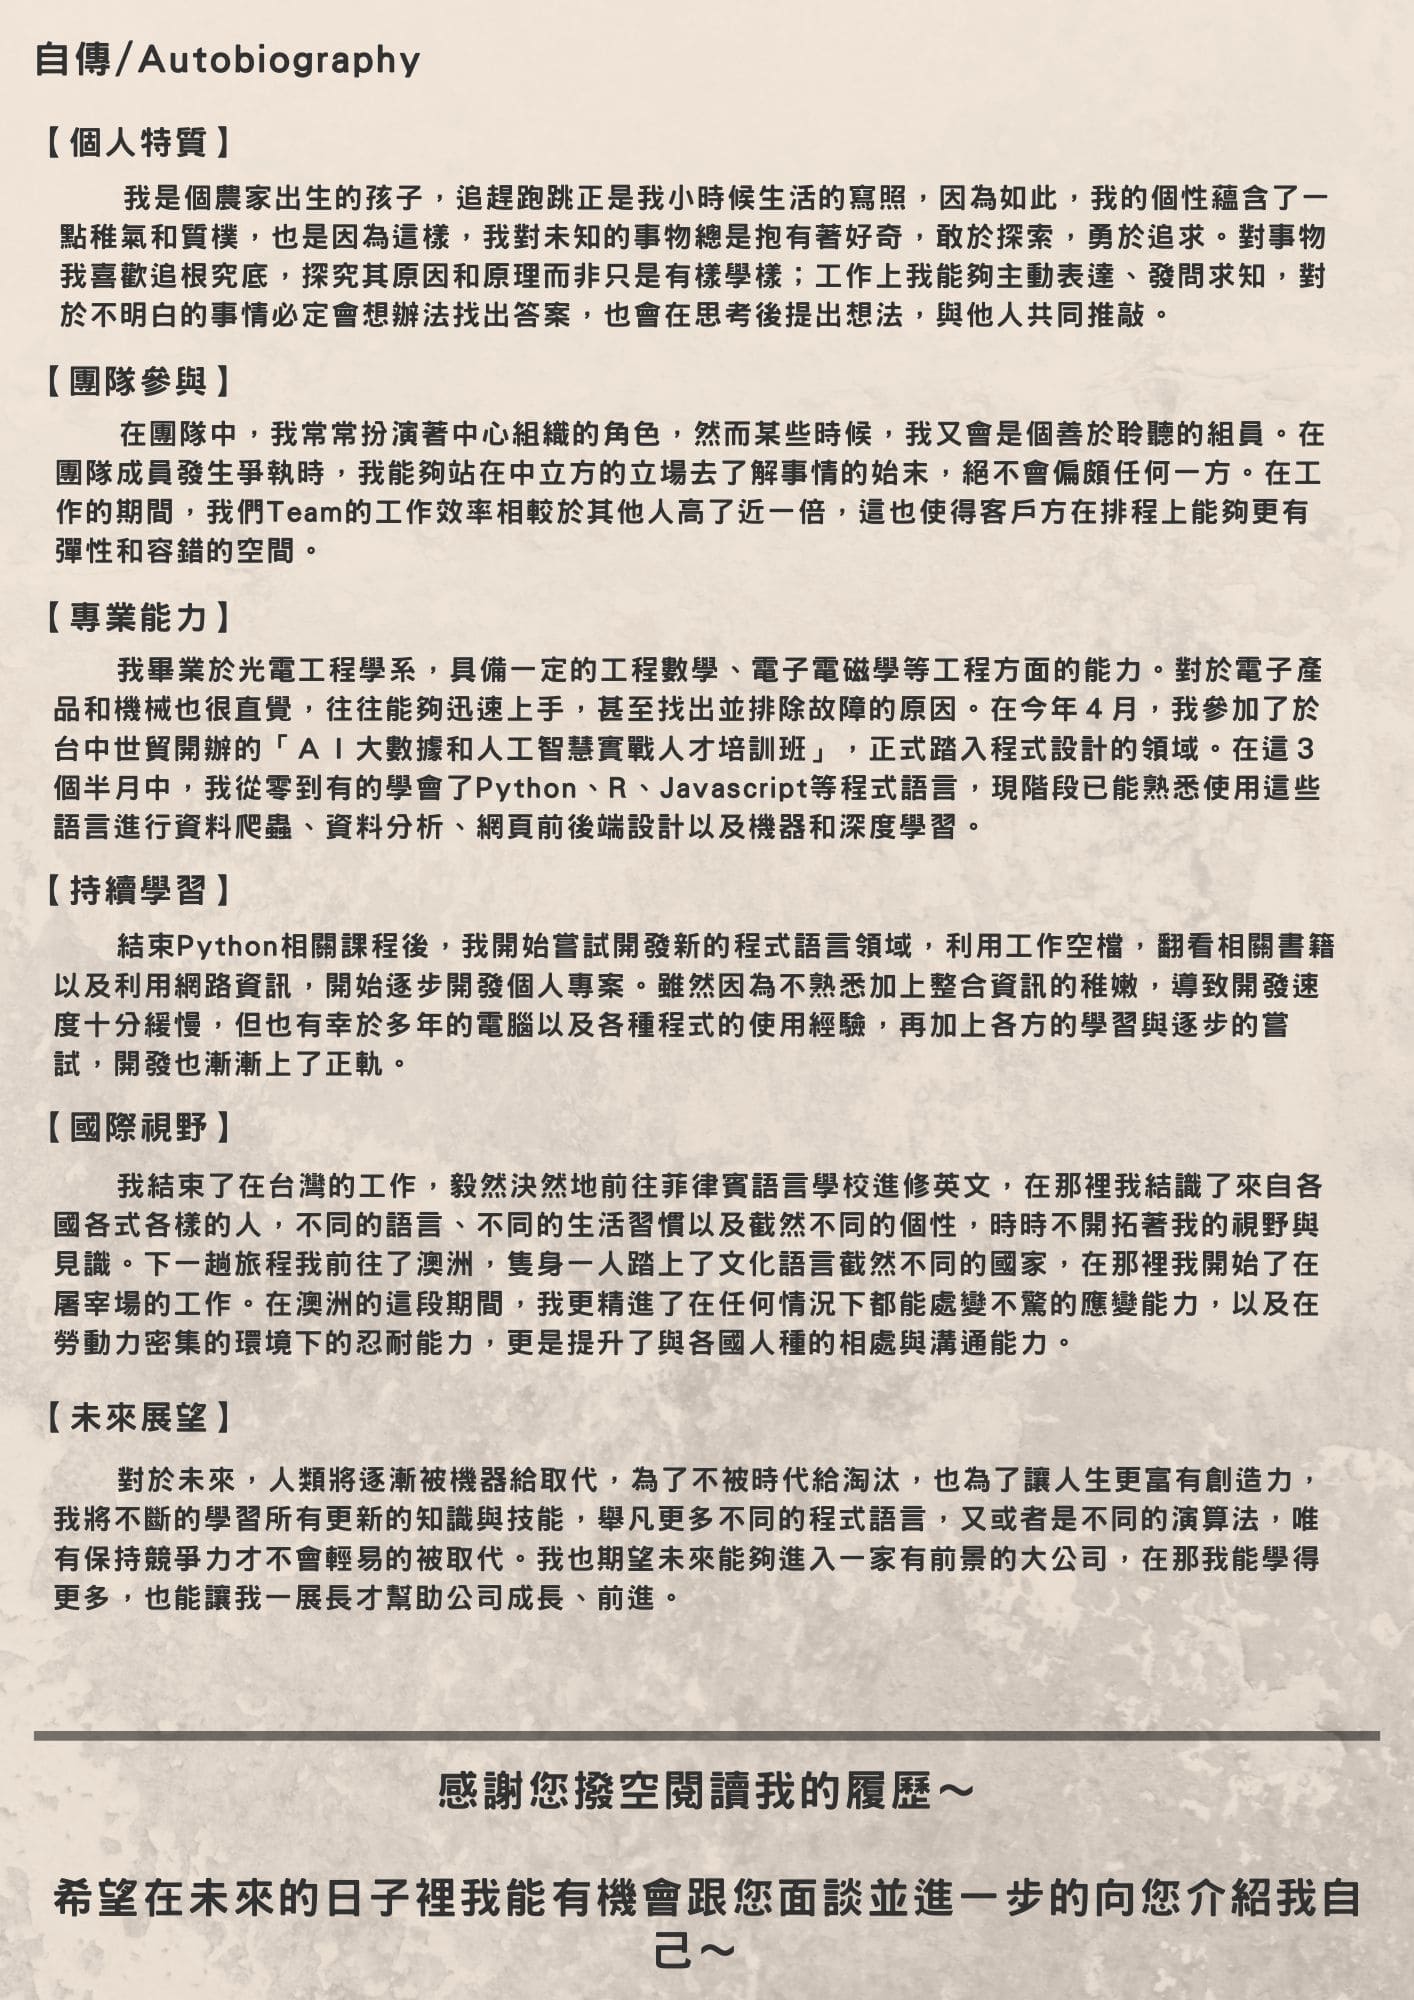 自傳/Autobiography
【個人特質】
我是個農家出生的孩子，追趕跑跳正是我小時候生活的寫照，因為如此，我的個性蘊含了一
點稚氣和質樸，也是因為這樣，我對未知的事物總是抱有著好奇，敢於探索，勇於追求。對事物
我喜歡追根究底，探究其原因和原理而非只是有樣學樣；工作上我能夠主動表達、發問求知，對
於不明白的事情必定會想辦法找出答案，也會在思考後提出想法，與他人共同推敲。
【團隊參與】
在團隊中，我常常扮演著中心組織的角色，然而某些時候，我又會是個善於聆聽的組員。在
團隊成員發生爭執時，我能夠站在中立方的立場去了解事情的始末，絕不會偏頗任何一方。在工
作的期間，我們Team的工作效率相較於其他人高了近一倍，這也使得客戶方在排程上能夠更有
彈性和容錯的空間。
【專業能力】
我畢業於光電工程學系，具備一定的工程數學、電子電磁學等工程方面的能力。對於電子產
品和機械也很直覺，往往能夠迅速上手，甚至找出並排除故障的原因。在今年４月，我參加了於
台中世貿開辦的「ＡＩ大數據和人工智慧實戰人才培訓班」，正式踏入程式設計的領域。在這３
個半月中，我從零到有的學會了Python、R、Javascript等程式語言，現階段已能熟悉使用這些
語言進行資料爬蟲、資料分析、網頁前後端設計以及機器和深度學習。
【持續學習】
結束Python相關課程後，我開始嘗試開發新的程式語言領域，利用工作空檔，翻看相關書籍
以及利用網路資訊，開始逐步開發個人專案。雖然因為不熟悉加上整合資訊的稚嫩，導致開發速
度十分緩慢，但也有幸於多年的電腦以及各種程式的使用經驗，再加上各方的學習與逐步的嘗
試，開發也漸漸上了正軌。
【國際視野】
我結束了在台灣的工作，毅然決然地前往菲律賓語言學校進修英文，在那裡我結識了來自各
國各式各樣的人，不同的語言、不同的生活習慣以及截然不同的個性，時時不開拓著我的視野與
見識。下一趟旅程我前往了澳洲，隻身一人踏上了文化語言截然不同的國家，在那裡我開始了在
屠宰場的工作。在澳洲的這段期間，我更精進了在任何情況下都能處變不驚的應變能力，以及在
勞動力密集的環境下的忍耐能力，更是提升了與各國人種的相處與溝通能力。
【未來展望】
對於未來，人類將逐漸被機器給取代，為了不被時代給淘汰，也為了讓人生更富有創造力，
我將不斷的學習所有更新的知識與技能，舉凡更多不同的程式語言，又或者是不同的演算法，唯
有保持競爭力才不會輕易的被取代。我也期望未來能夠進入一家有前景的大公司，在那我能學得
更多，也能讓我一展長才幫助公司成長、前進。
感謝您撥空閱讀我的履歷～
希望在未來的日子裡我能有機會跟您面談並進一步的向您介紹我自
己～